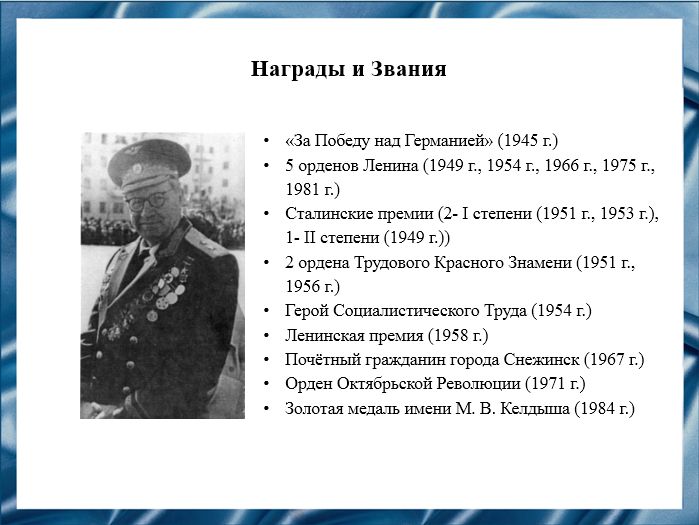 Награды и Звания
• «За Победу над Германией» (1945 г.)
• 5 орденов Ленина (1949 г., 1954 г., 1966 г., 1975 г.,
1981 г.)
• Сталинские премии (2- I степени (1951 г., 1953 г.),
1- II степени (1949 г.))
• 2 ордена Трудового Красного Знамени (1951 г.,
1956 г.)
• Герой Социалистического Труда (1954 г.)
• Ленинская премия (1958 г.)
• Почётный гражданин города Снежинск (1967 г.)
• Орден Октябрьской Революции (1971 г.)
• Золотая медаль имени М. В. Келдыша (1984 г.)